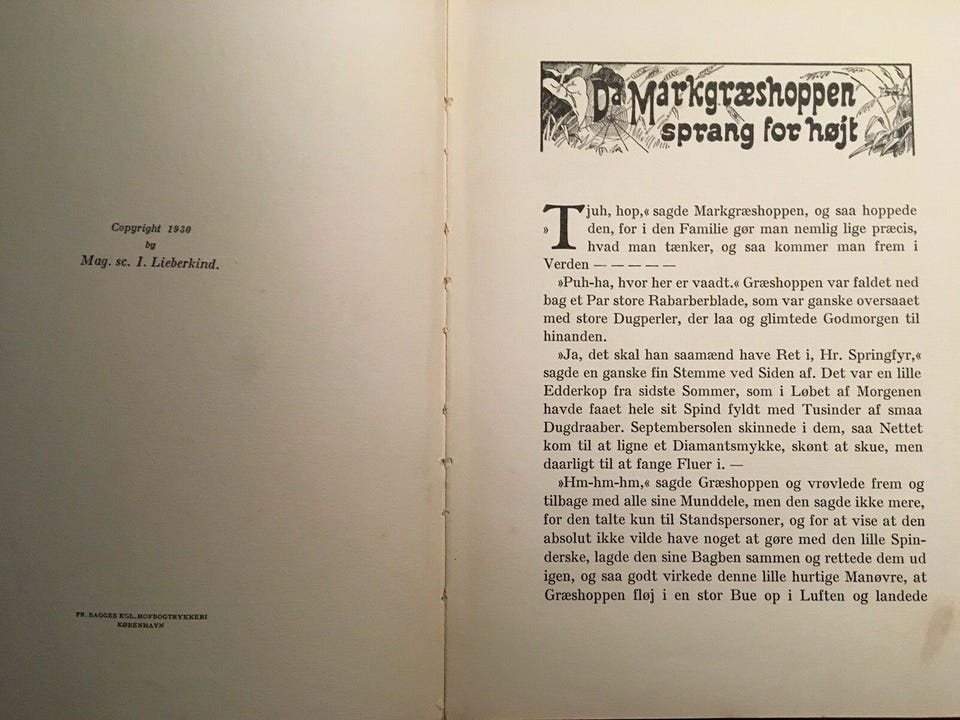 Copyright 1930
by
Mag. sc. I. Lieberkind.
FR. BAGGES KGL. HOFBOGTRYKKERI
KØBENHAVN
Da Markgræshoppen
sprang for højt
»Tjuh, hop,« sagde Markgræshoppen, og saa hoppede
den, for i den Familie gør man nemlig lige præcis,
hvad man tænker, og saa kommer man frem i
Verden — — — — —
»Puh-ha, hvor her er vaadt.« Græshoppen var faldet ned
bag et Par store Rabarberblade, som var ganske oversaaet
med store Dugperler, der laa og glimtede Godmorgen til
hinanden.
»Ja, det skal han saamænd have Ret i, Hr. Springfyr,«
sagde en ganske fin Stemme ved Siden af. Det var en lille
Edderkop fra sidste Sommer, som i Løbet af Morgenen
havde faaet hele sit Spind fyldt med Tusinder af smaa
Dugdraaber. Septembersolen skinnede i dem, saa Nettet
kom til at ligne et Diamantsmykke, skønt at skue, men
daarligt til at fange Fluer i. —
»Hm-hm-hm,« sagde Græshoppen og vrøvlede frem og
tilbage med alle sine Munddele, men den sagde ikke mere,
for den talte kun til Standspersoner, og for at vise at den
absolut ikke vilde have noget at gøre med den lille Spin-
derske, lagde den sine Bagben sammen og rettede dem ud
igen, og saa godt virkede denne lille hurtige Manøvre, at
Græshoppen fløj i en stor Bue op i Luften og landede